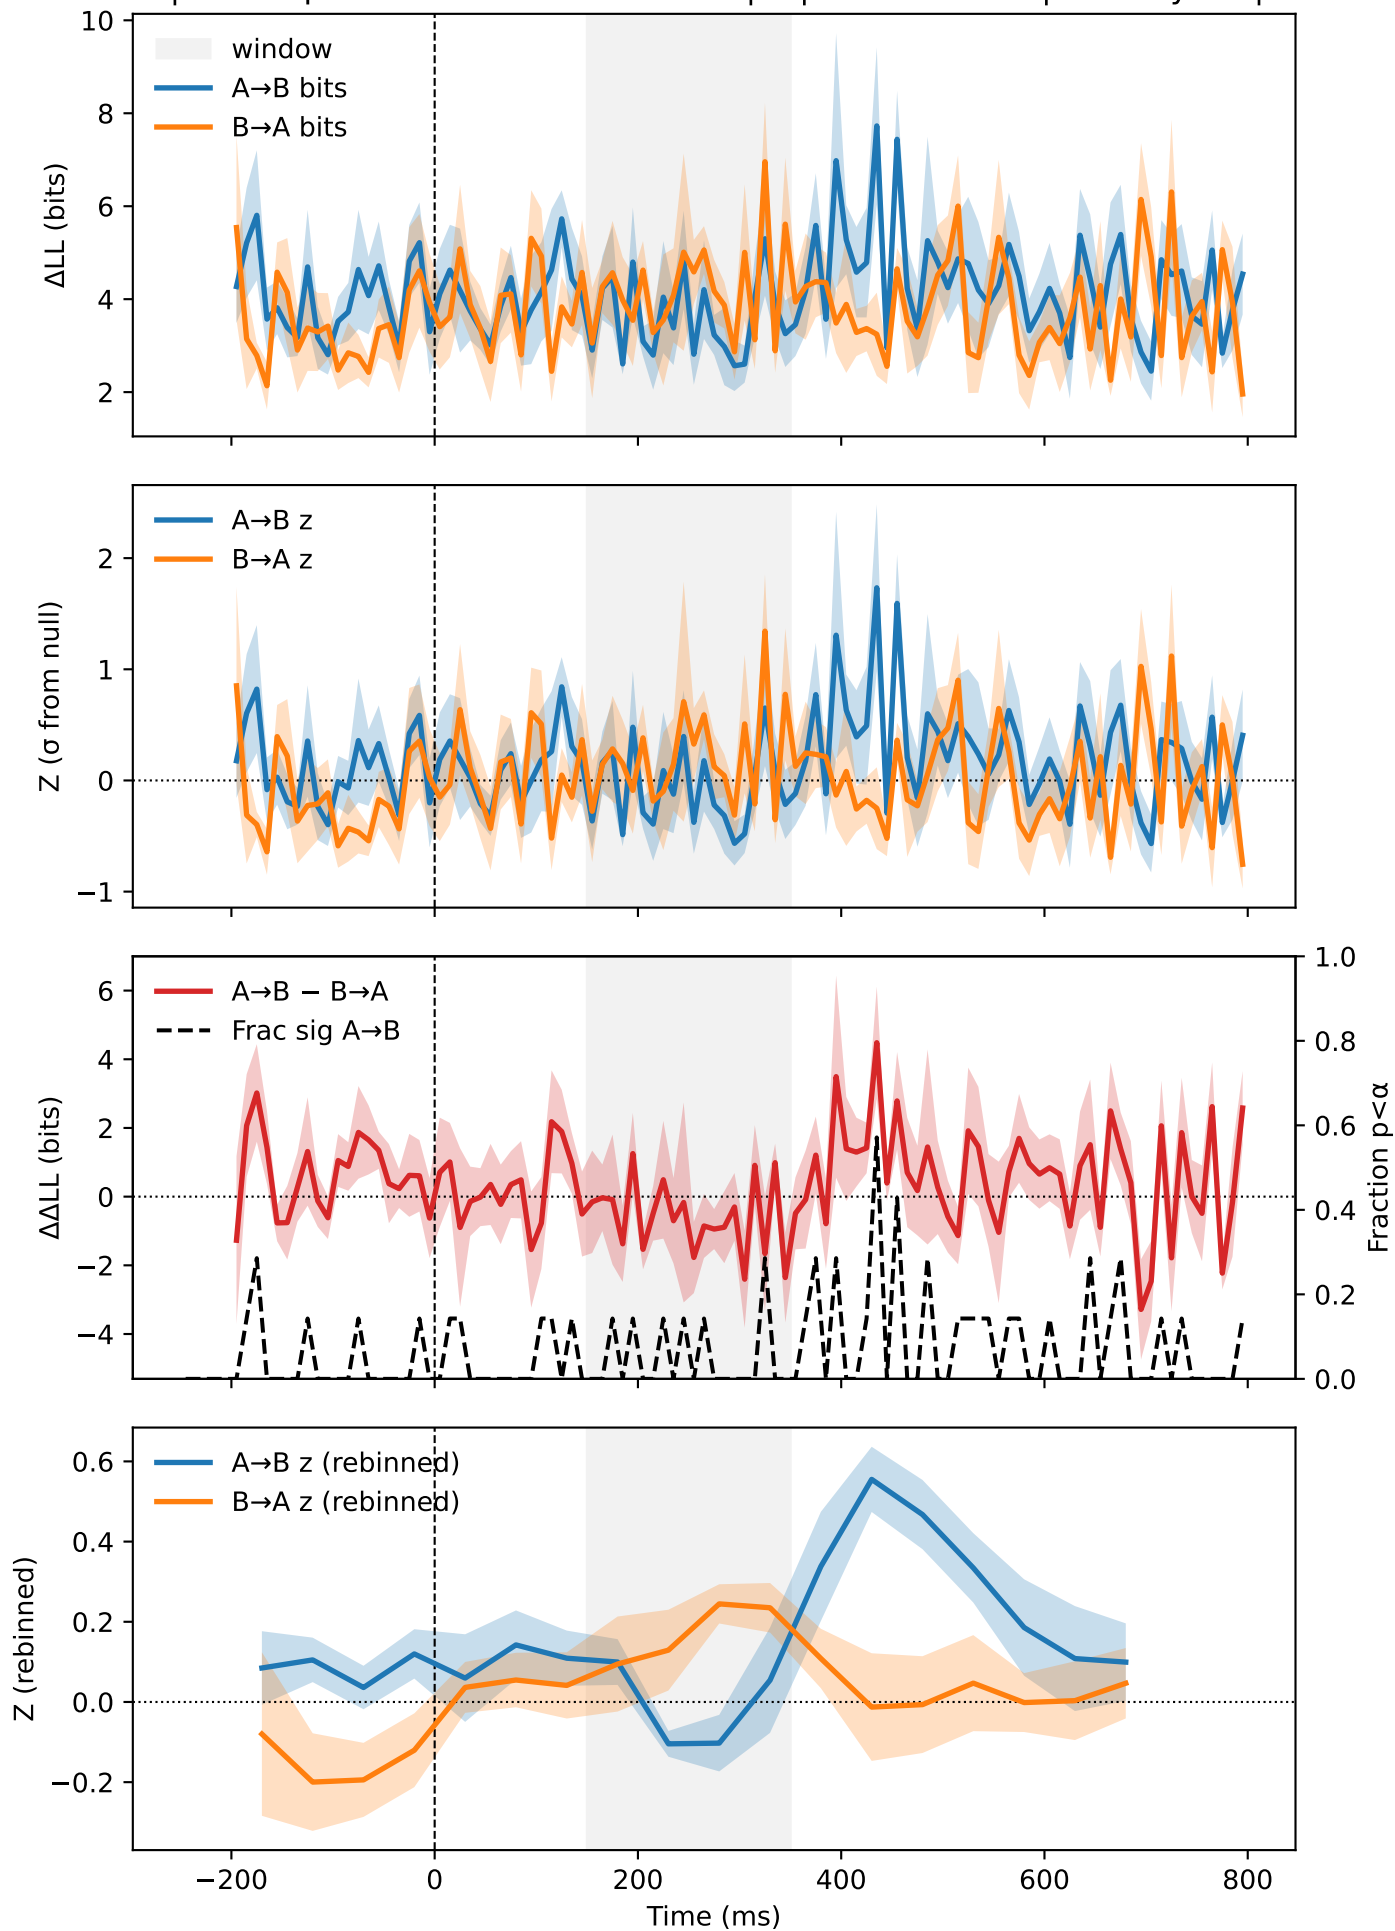 10
8
6
4
2
ΔLL (bits)
window
A→B bits
B→A bits
2
1
0
−1
Z (σ from null)
A→B z
B→A z
6
4
2
0
−2
−4
ΔΔLL (bits)
A→B − B→A
Frac sig A→B
1.0
0.8
0.6
0.4
0.2
0.0
Fraction p<α
0.6
0.4
0.2
0.0
−0.2
Z (rebinned)
A→B z (rebinned)
B→A z (rebinned)
−200
0
200
400
600
800
Time (ms)